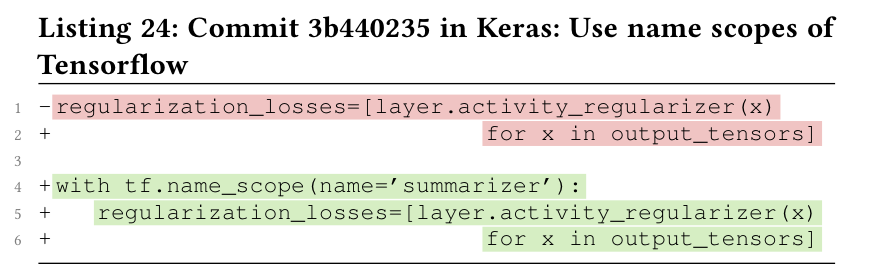 Listing 24: Commit 3b440235 in Keras: Use name scopes of
Tensorflow
1 −regularization_losses=[layer.activity_regularizer(x)
2 + for x in output_tensors]
3
4 +with tf.name_scope(name=′summarizer′):
5 + regularization_losses=[layer.activity_regularizer(x)
6 + for x in output_tensors]